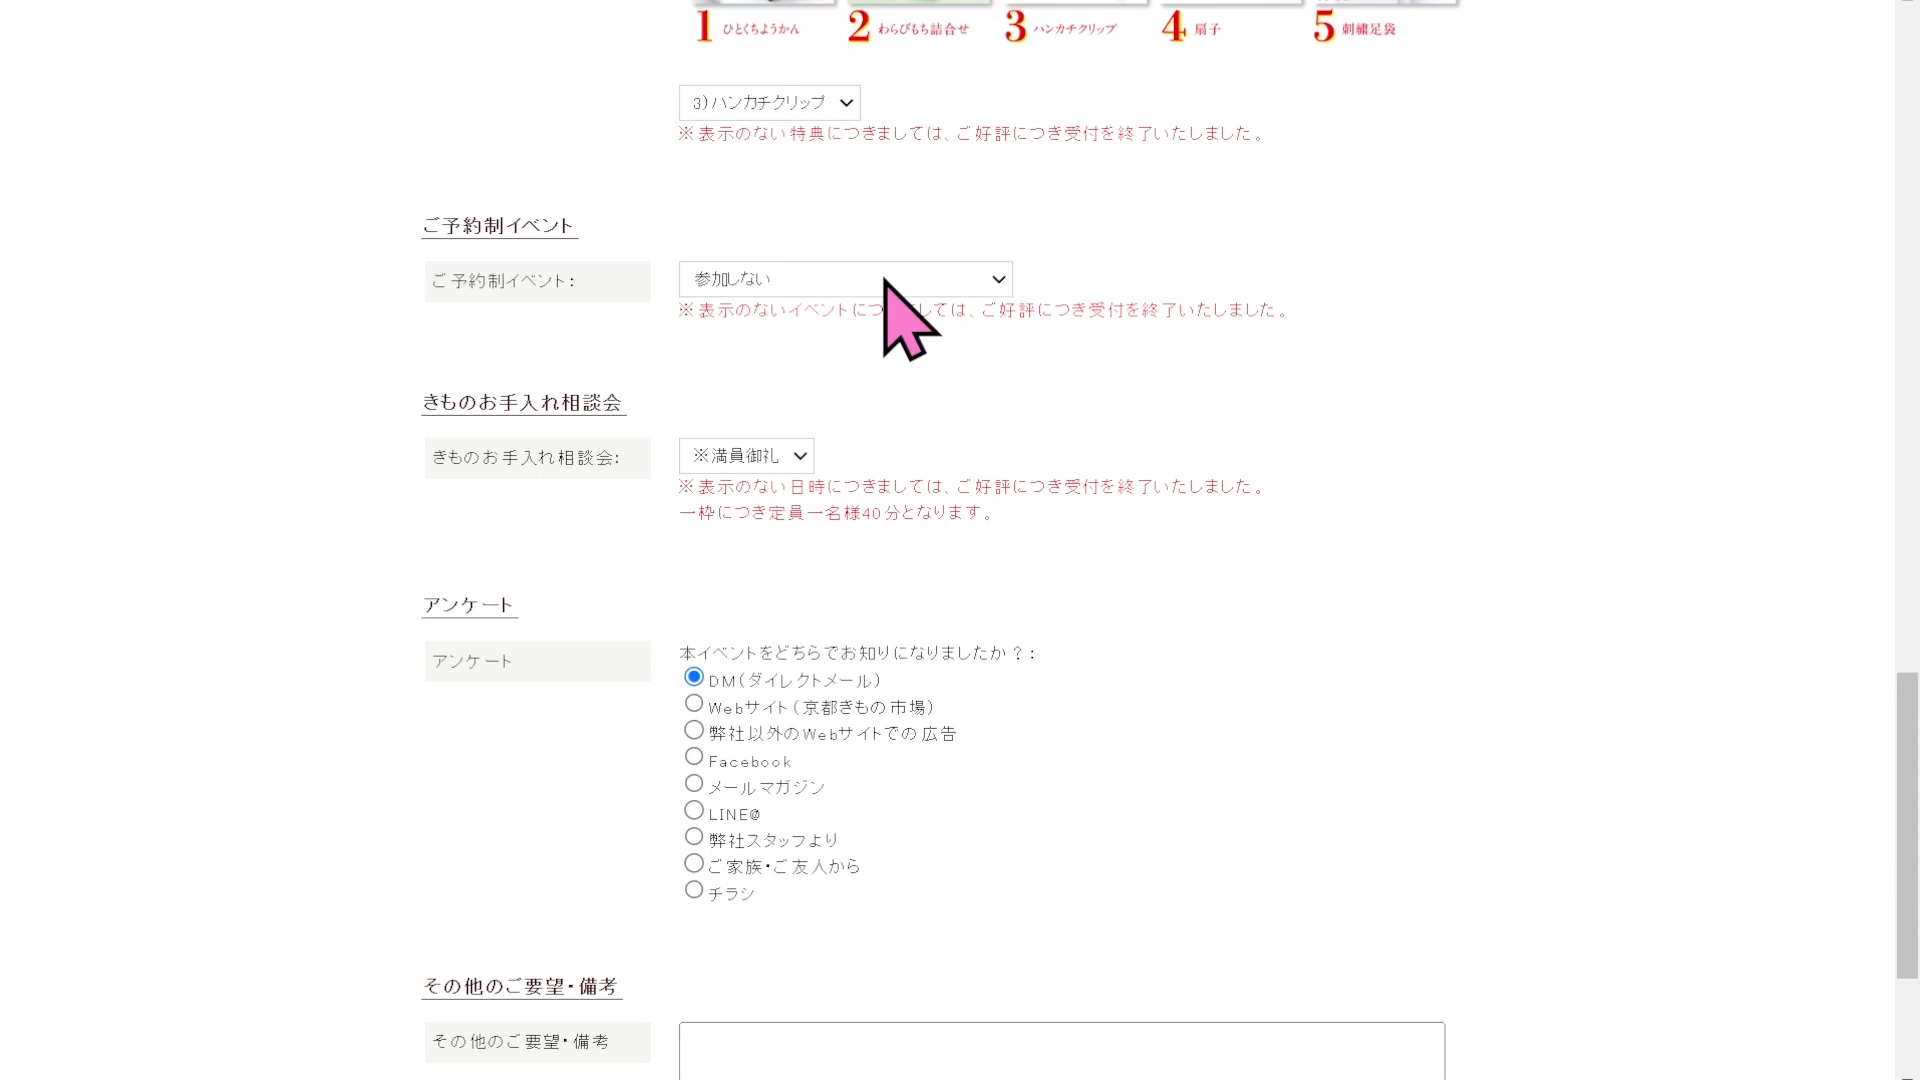 1 ひとくちようかん 2 わらびもち詰合せ 3 ハンカチクリップ 4 扇子 5 刺繍足袋
3)ハンカチクリップ
※表示のない特典につきましては、ご好評につき受付を終了いたしました。
ご予約制イベント
ご予約制イベント: 参加しない
※表示のないイベントにつ しては、ご好評につき受付を終了いたしました。
きものお手入れ相談会
きものお手入れ相談会: ※満員御礼
※表示のない日時につきましては、ご好評につき受付を終了いたしました。
一枠につき定員一名様40分となります。
アンケート
アンケート
本イベントをどちらでお知りになりましたか?:
DM(ダイレクトメール)
Webサイト(京都きもの市場)
弊社以外のWebサイトでの広告
Facebook
メールマガジン
LINE@
弊社スタッフより
ご家族・ご友人から
チラシ
その他のご要望・備考
その他のご要望・備考